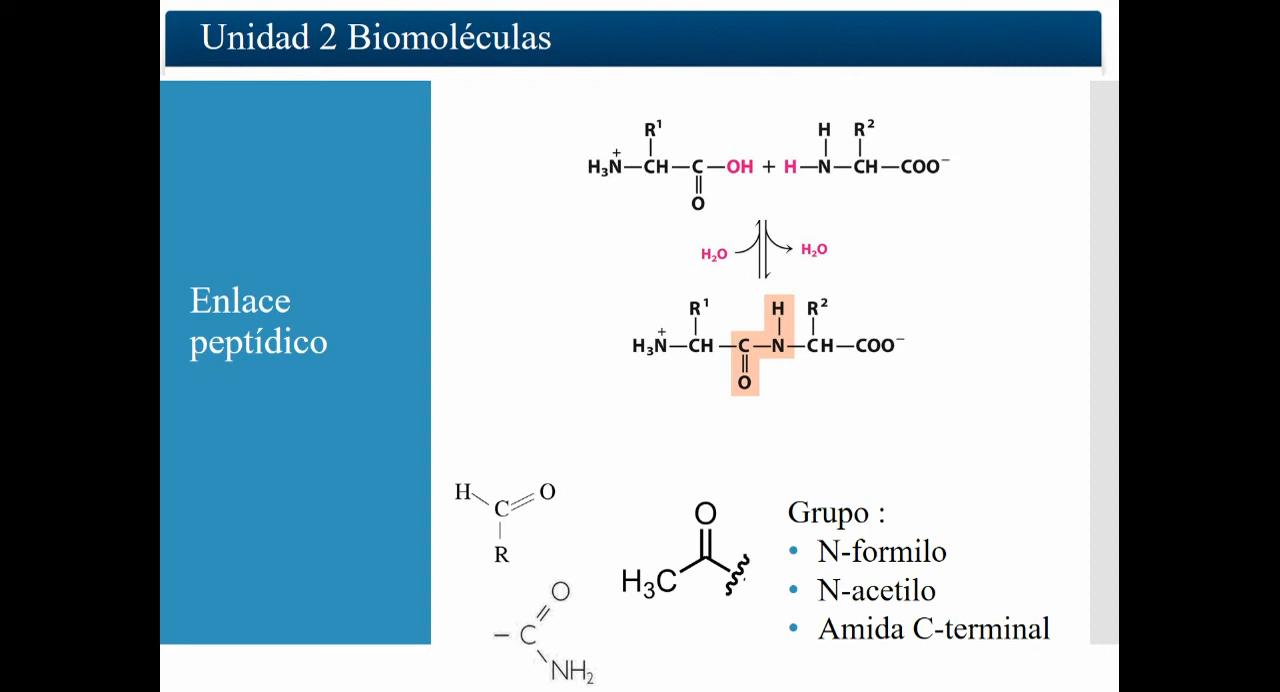 Unidad 2 Biomoléculas
Enlace
peptídico
R¹ H R²
H₃N⁺—CH—C—OH + H—N—CH—COO⁻
O
H₂O H₂O
R¹ H R²
H₃N⁺—CH—C—N—CH—COO⁻
O
H C O
R
O
– C
NH₂
O
H₃C
Grupo :
• N-formilo
• N-acetilo
• Amida C-terminal